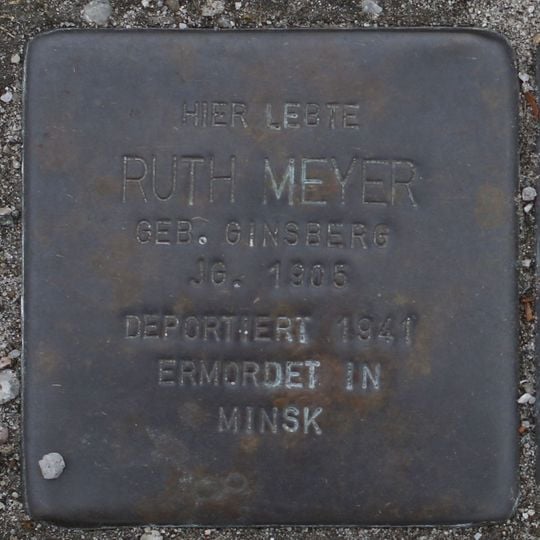 HIER LEBTE
RUTH MEYER
GEB. GINSBERG
JG. 1905
DEPORTIERT 1941
ERMORDET IN
MINSK